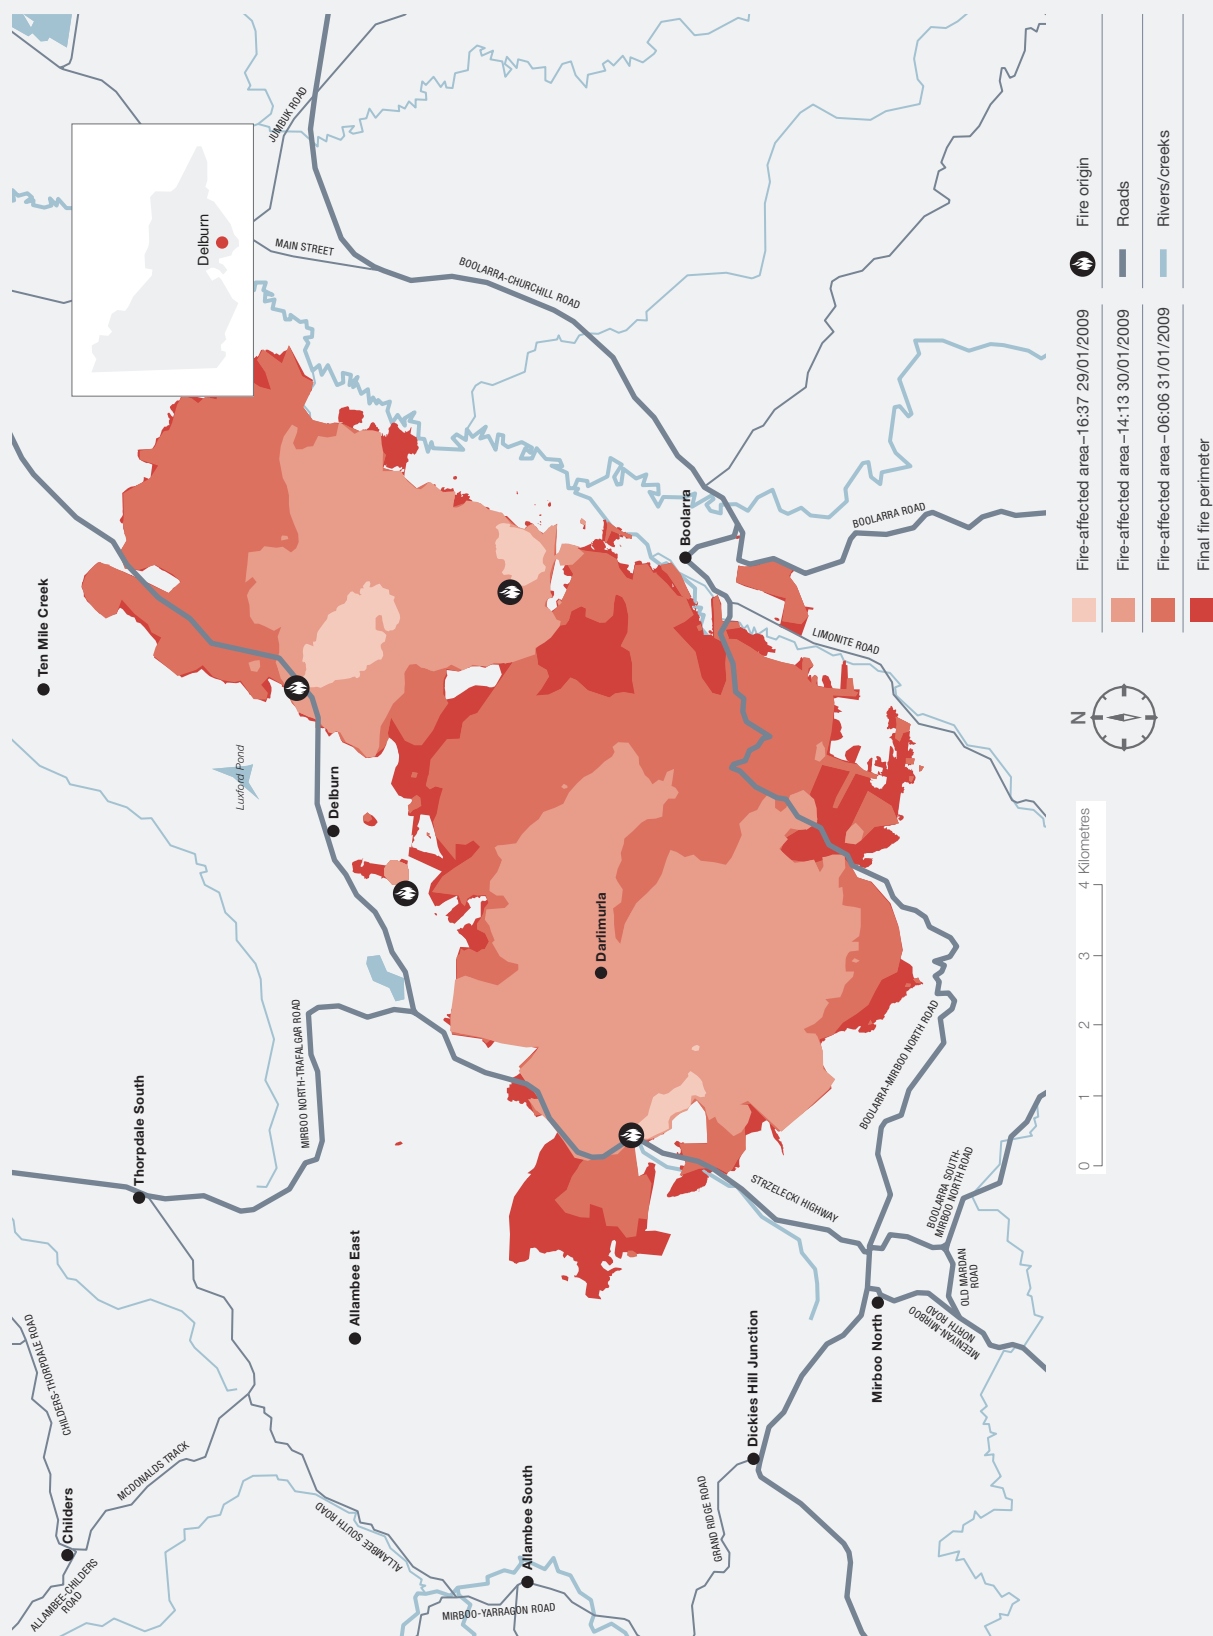 Childers
ALLAMBEE-CHILDERS
ROAD
CHILDERS-THORPDALE ROAD
MCDONALDS TRACK
ALLAMBEE SOUTH ROAD
Allambee South
MIRBOO-YARRAGON ROAD
Thorpdale South
MIRBOO NORTH-TRAFALGAR ROAD
Allambee East
Ten Mile Creek
Luxford Pond
Delburn
Darlimurla
Dickies Hill Junction
GRAND RIDGE ROAD
Mirboo North
MEENIYAN-MIRBOO
NORTH ROAD
OLD MARDAN
ROAD
BOOLARRA SOUTH-
MIRBOO NORTH ROAD
STRZELECKI HIGHWAY
BOOLARRA-MIRBOO NORTH ROAD
Boolarra
LIMONITE ROAD
BOOLARRA ROAD
BOOLARRA-CHURCHILL ROAD
MAIN STREET
JUMBUK ROAD
Delburn
0 1 2 3 4 Kilometres
N
Fire-affected area–16:37 29/01/2009
Fire-affected area–14:13 30/01/2009
Fire-affected area–06:06 31/01/2009
Final fire perimeter
Fire origin
Roads
Rivers/creeks